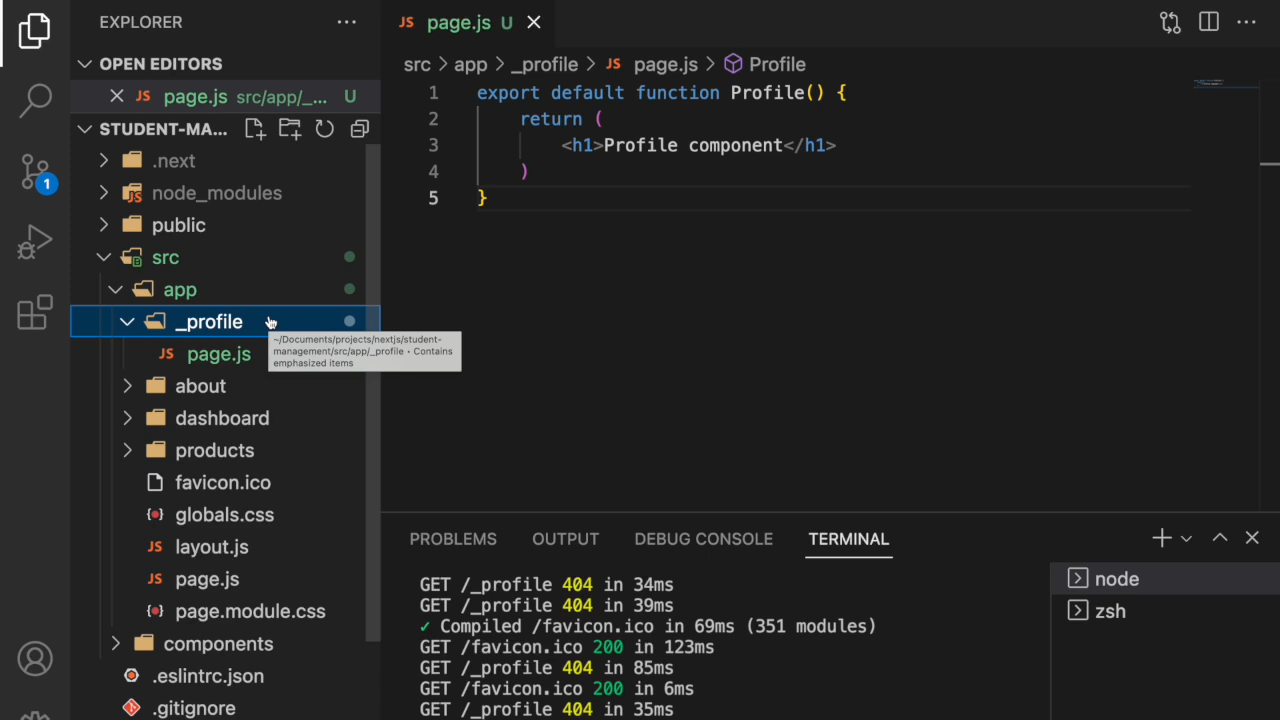 EXPLORER
OPEN EDITORS
JS page.js src/app/_... U
STUDENT-MA...
.next
node_modules
public
src
app
_profile
~/Documents/projects/nextjs/student-
management/src/app/_profile • Contains
emphasized items
JS page.js
about
dashboard
products
favicon.ico
globals.css
JS layout.js
JS page.js
page.module.css
components
.eslintrc.json
.gitignore
1
JS page.js U
src > app > _profile > JS page.js > Profile
1 export default function Profile() {
2 return (
3 <h1>Profile component</h1>
4 )
5 }
PROBLEMS OUTPUT DEBUG CONSOLE TERMINAL
GET /_profile 404 in 34ms
GET /_profile 404 in 39ms
✓ Compiled /favicon.ico in 69ms (351 modules)
GET /favicon.ico 200 in 123ms
GET /_profile 404 in 85ms
GET /favicon.ico 200 in 6ms
GET /_profile 404 in 35ms
node
zsh